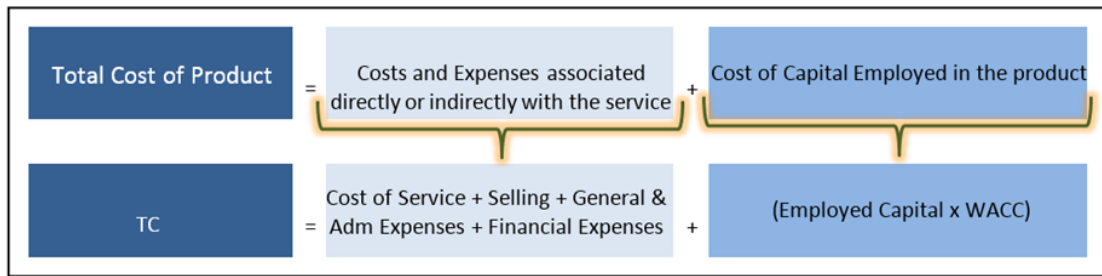 Total Cost of Product
=
Costs and Expenses associated
directly or indirectly with the service
+
Cost of Capital Employed in the product
TC
=
Cost of Service + Selling + General &
Adm Expenses + Financial Expenses
+
(Employed Capital x WACC)